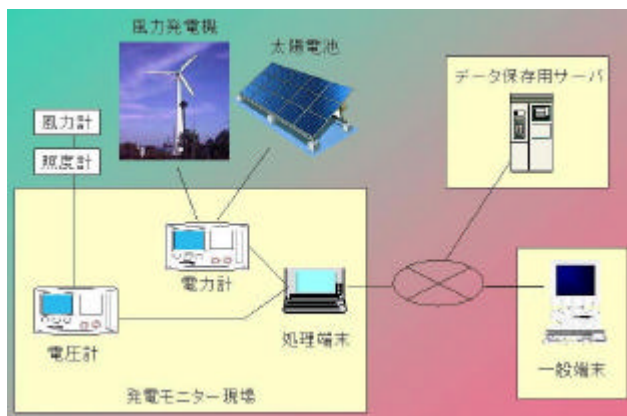 風力発電機
太陽電池
データ保存用サーバ
風力計
照度計
電力計
処理端末
電圧計
一般端末
発電モニター現場